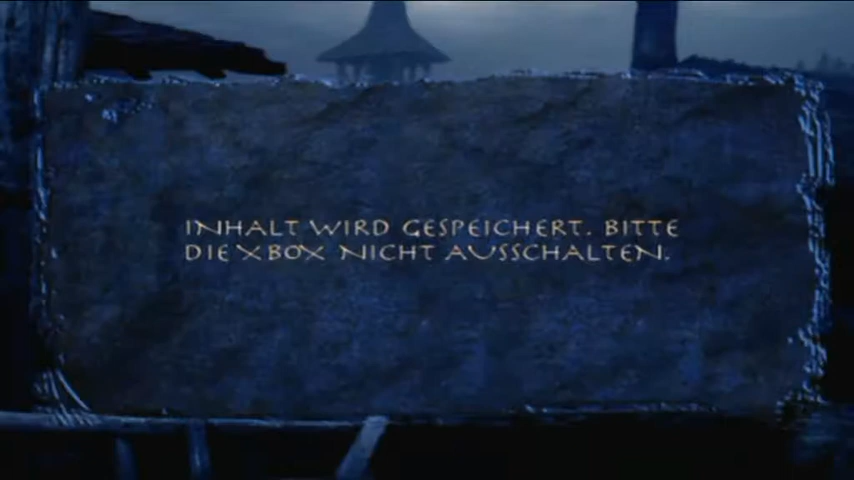 INHALT WIRD GESPEICHERT. BITTE
DIE XBOX NICHT AUSSCHALTEN.